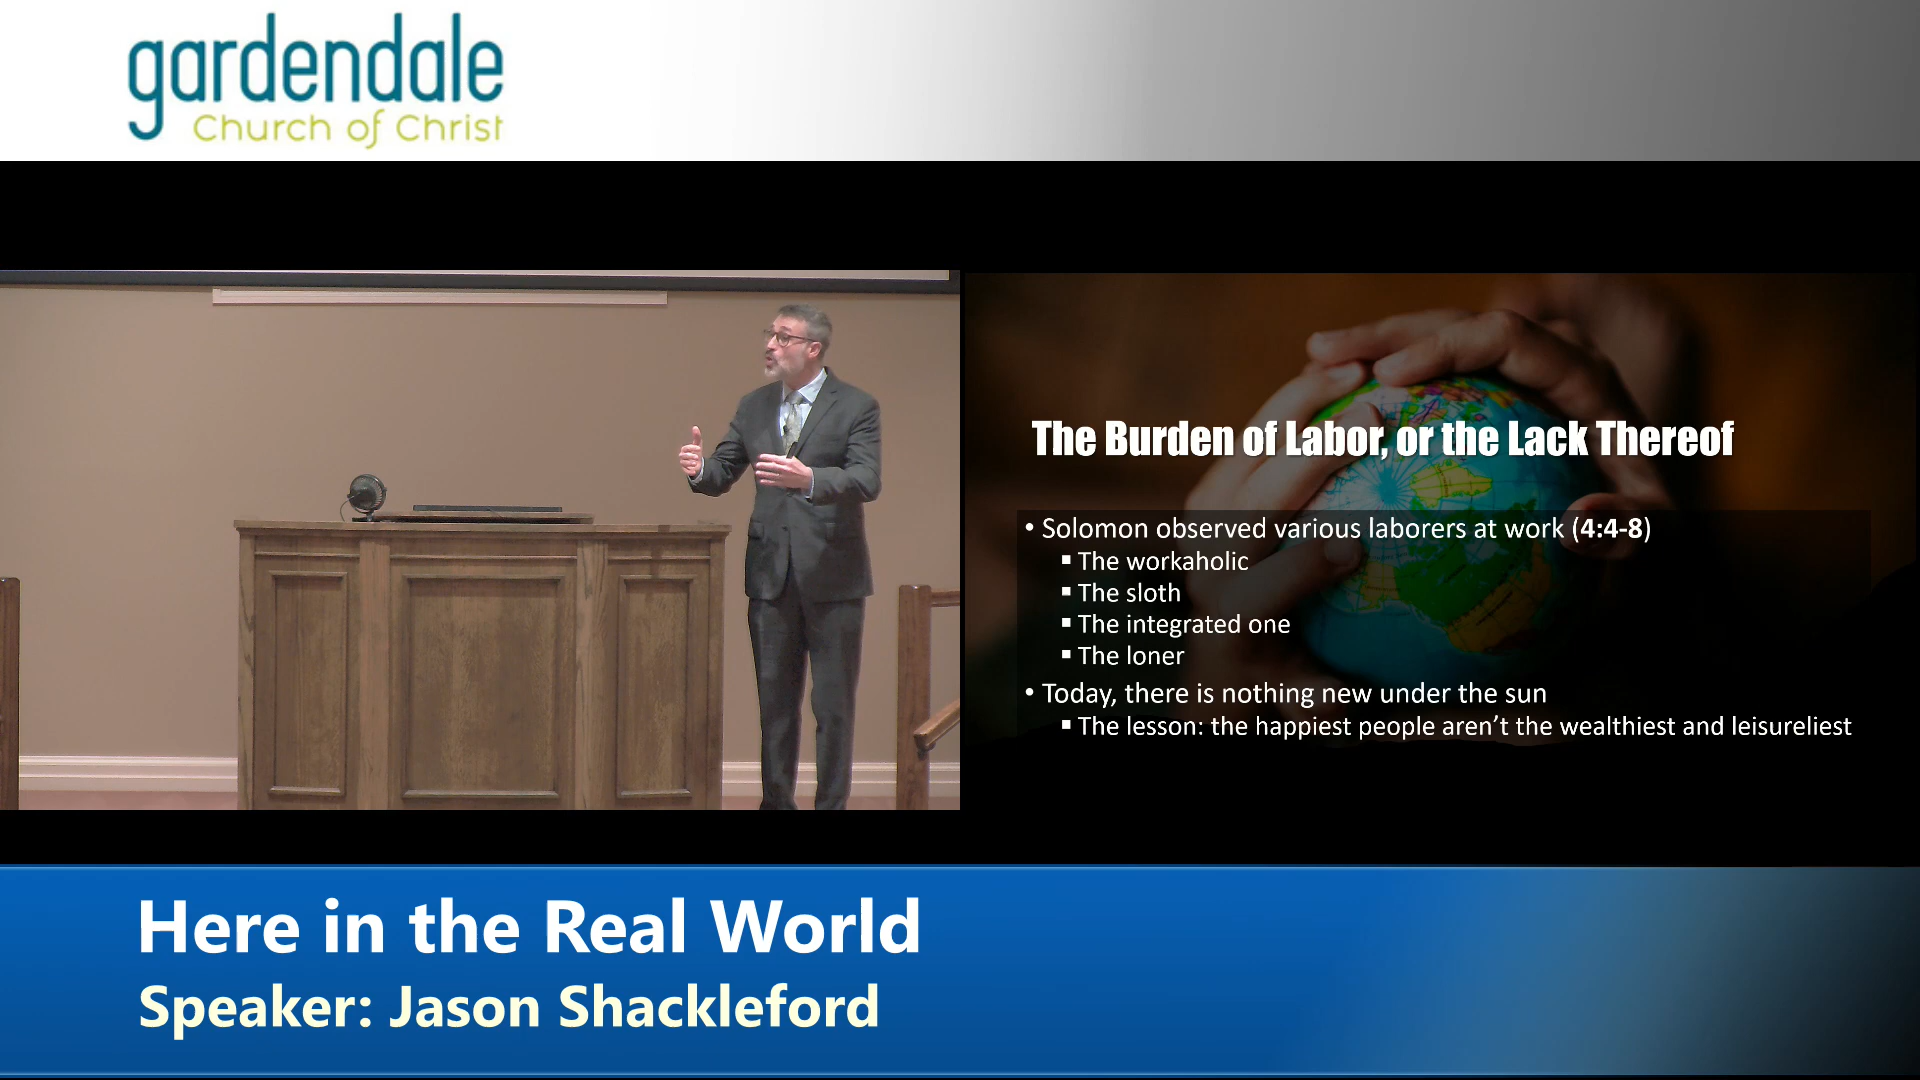 gardendale
Church of Christ
The Burden of Labor, or the Lack Thereof
• Solomon observed various laborers at work (4:4-8)
▪ The workaholic
▪ The sloth
▪ The integrated one
▪ The loner
• Today, there is nothing new under the sun
▪ The lesson: the happiest people aren’t the wealthiest and leisureliest
Here in the Real World
Speaker: Jason Shackleford